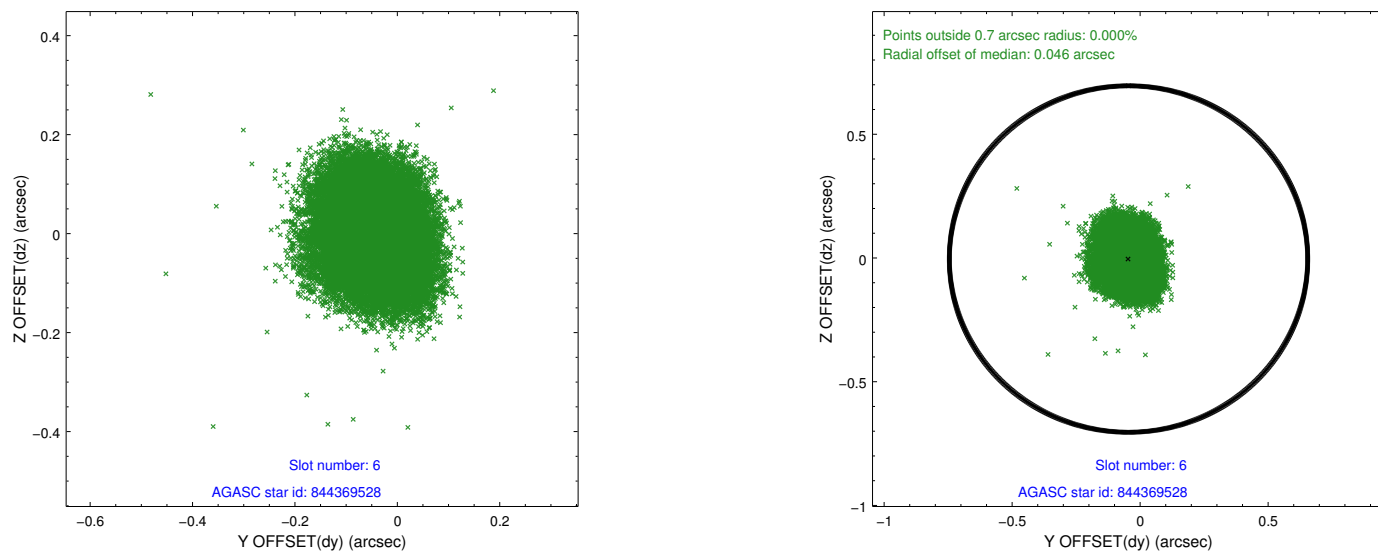 0.4
0.2
0
−0.2
−0.4
Z OFFSET(dz) (arcsec)
−0.6
−0.4
−0.2
0
0.2
Y OFFSET(dy) (arcsec)
Slot number: 6
AGASC star id: 844369528
Points outside 0.7 arcsec radius: 0.000%
Radial offset of median: 0.046 arcsec
0.5
0
−0.5
−1
Z OFFSET(dz) (arcsec)
−1
−0.5
0
0.5
Y OFFSET(dy) (arcsec)
Slot number: 6
AGASC star id: 844369528